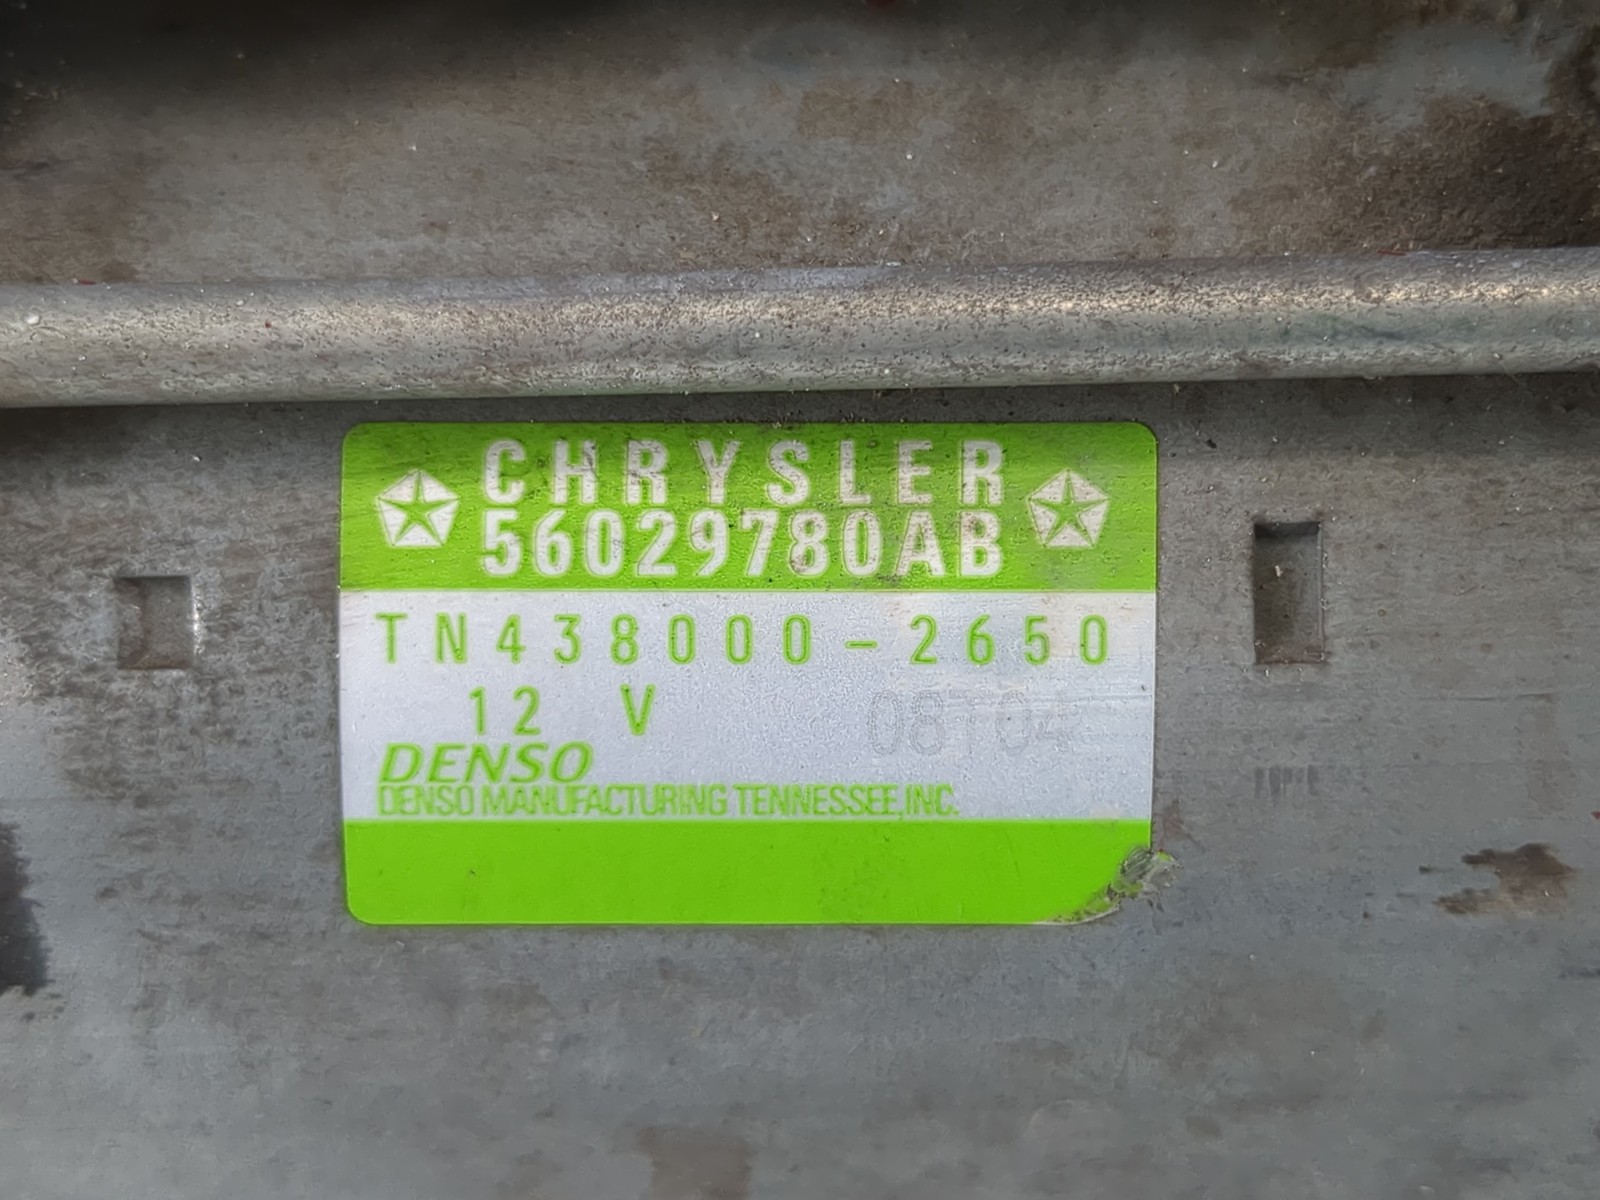 CHRYSLER
56029780AB
TN438000-2650
12 V
DENSO
DENSO MANUFACTURING TENNESSEE, INC.